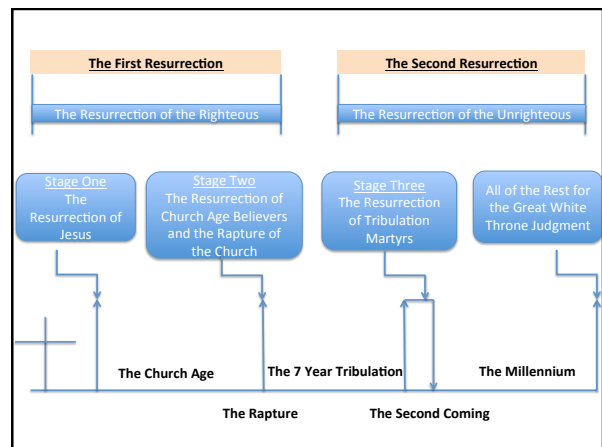 The First Resurrection
The Second Resurrection
The Resurrection of the Righteous
The Resurrection of the Unrighteous
Stage One
The
Resurrection of
Jesus
Stage Two
The Resurrection of
Church Age Believers
and the Rapture of
the Church
Stage Three
The Resurrection
of Tribulation
Martyrs
All of the Rest for
the Great White
Throne Judgment
The Church Age
The 7 Year Tribulation
The Millennium
The Rapture
The Second Coming